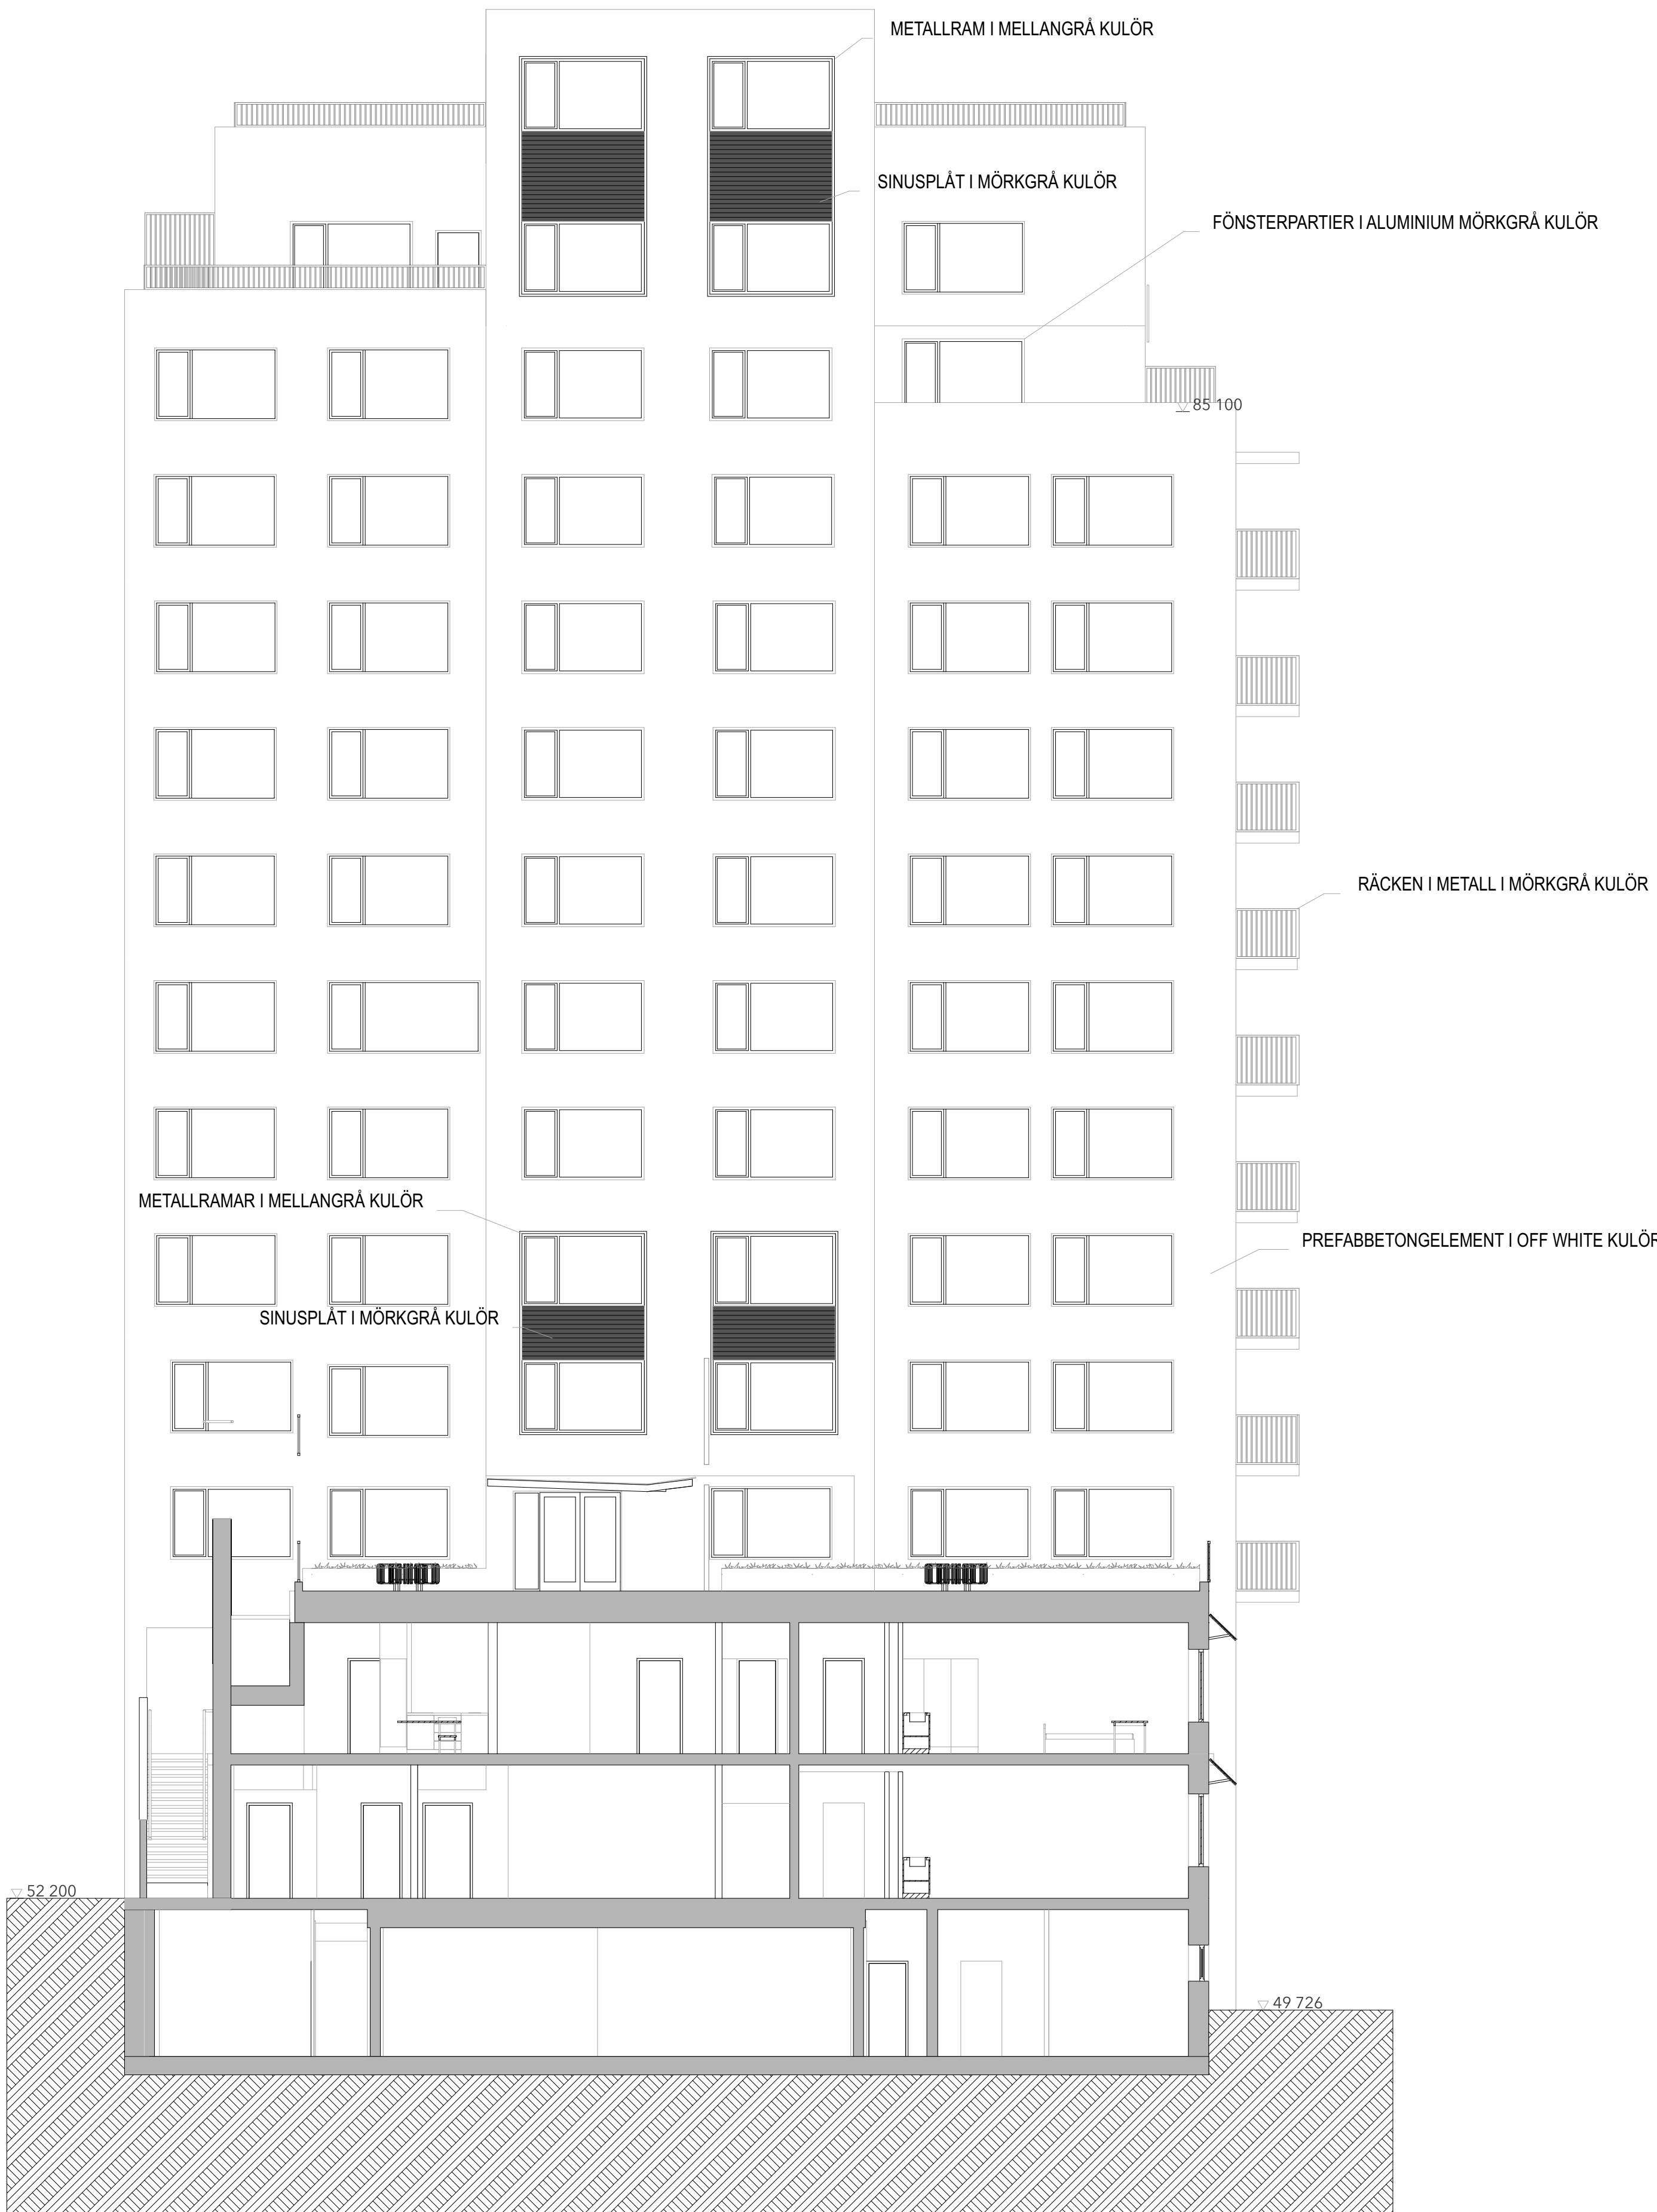 METALLRAM I MELLANGRÅ KULÖR
SINUSPLÅT I MÖRKGRÅ KULÖR
FÖNSTERPARTIER I ALUMINIUM MÖRKGRÅ KULÖR
85 100
RÄCKEN I METALL I MÖRKGRÅ KULÖR
METALLRAMAR I MELLANGRÅ KULÖR
PREFABBETONGELEMENT I OFF WHITE KULÖR
SINUSPLÅT I MÖRKGRÅ KULÖR
52 200
49 726